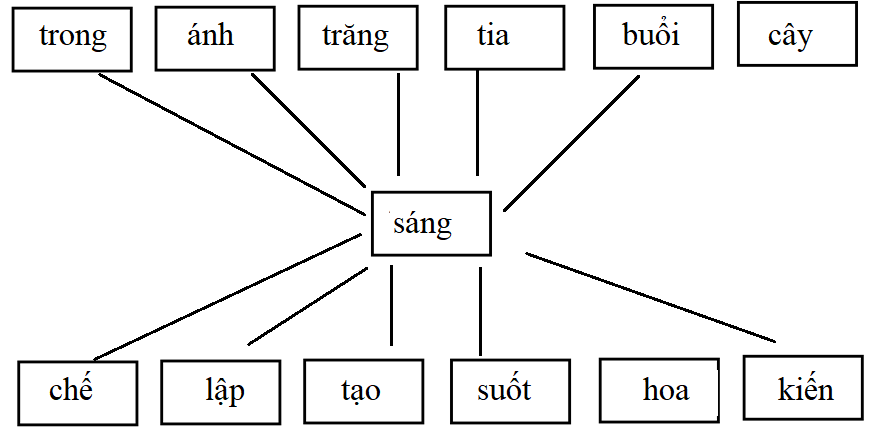 trong ánh trăng tia buổi cây
sáng
chế lập tạo suốt hoa kiến